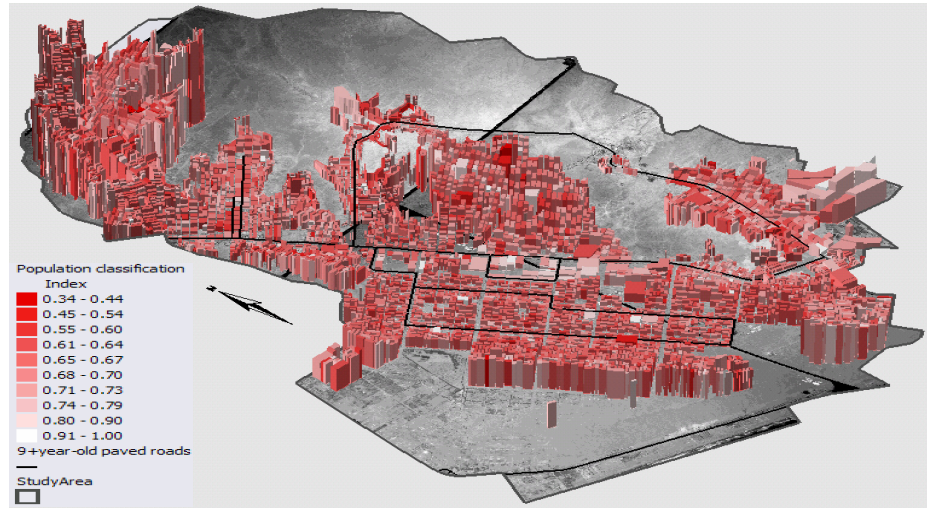 Population classification
Index
0.34 - 0.44
0.45 - 0.54
0.55 - 0.60
0.61 - 0.64
0.65 - 0.67
0.68 - 0.70
0.71 - 0.73
0.74 - 0.79
0.80 - 0.90
0.91 - 1.00
9+year-old paved roads
StudyArea